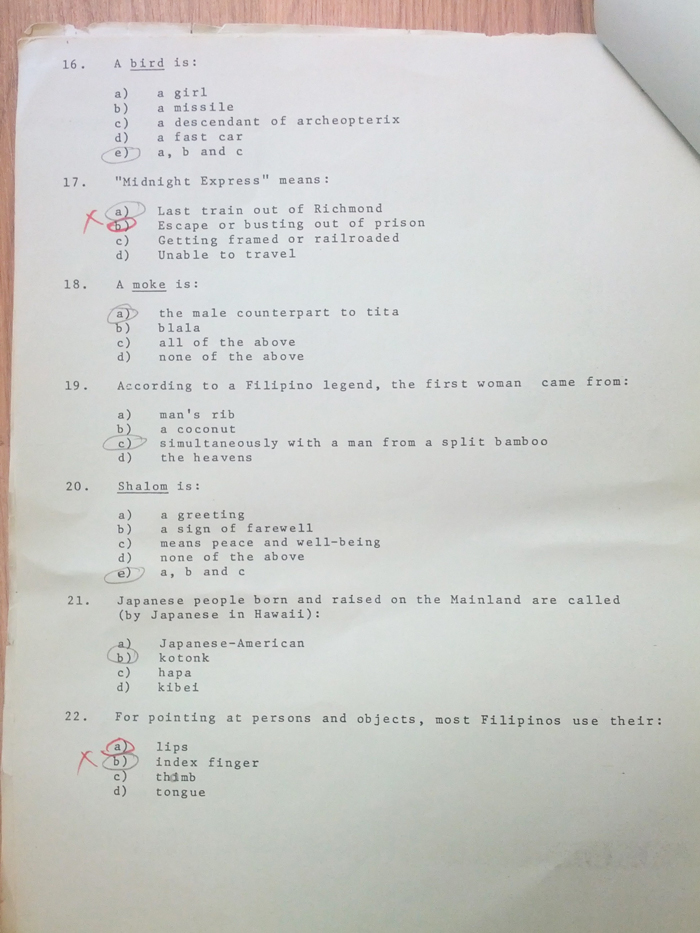 16. A bird is:
a) a girl
b) a missile
c) a descendant of archeopterix
d) a fast car
e) a, b and c
17. "Midnight Express" means:
a) Last train out of Richmond
b) Escape or busting out of prison
c) Getting framed or railroaded
d) Unable to travel
18. A moke is:
a) the male counterpart to tita
b) blala
c) all of the above
d) none of the above
19. According to a Filipino legend, the first woman came from:
a) man's rib
b) a coconut
c) simultaneously with a man from a split bamboo
d) the heavens
20. Shalom is:
a) a greeting
b) a sign of farewell
c) means peace and well-being
d) none of the above
e) a, b and c
21. Japanese people born and raised on the Mainland are called
(by Japanese in Hawaii):
a) Japanese-American
b) kotonk
c) hapa
d) kibei
22. For pointing at persons and objects, most Filipinos use their:
a) lips
b) index finger
c) thumb
d) tongue